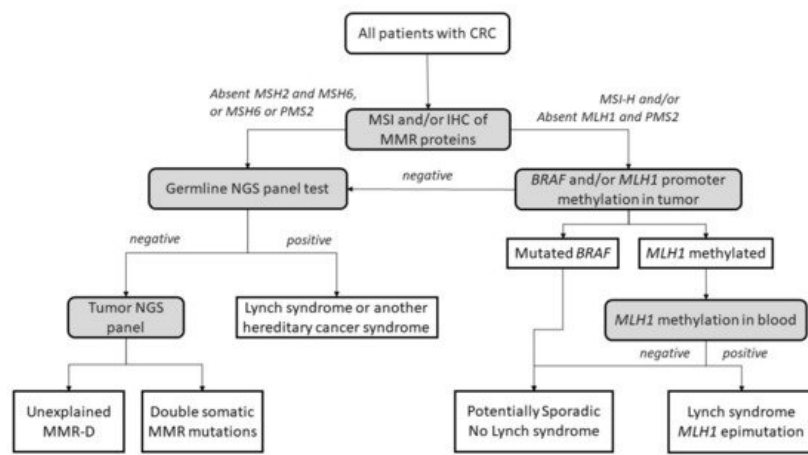 All patients with CRC
Absent MSH2 and MSH6,
or MSH6 or PMS2
MSI-H and/or
Absent MLH1 and PMS2
MSI and/or IHC of
MMR proteins
Germline NGS panel test
negative
BRAF and/or MLH1 promoter
methylation in tumor
negative
positive
Mutated BRAF
MLH1 methylated
Tumor NGS
panel
Lynch syndrome or another
hereditary cancer syndrome
MLH1 methylation in blood
negative
positive
Unexplained
MMR-D
Double somatic
MMR mutations
Potentially Sporadic
No Lynch syndrome
Lynch syndrome
MLH1 epimutation